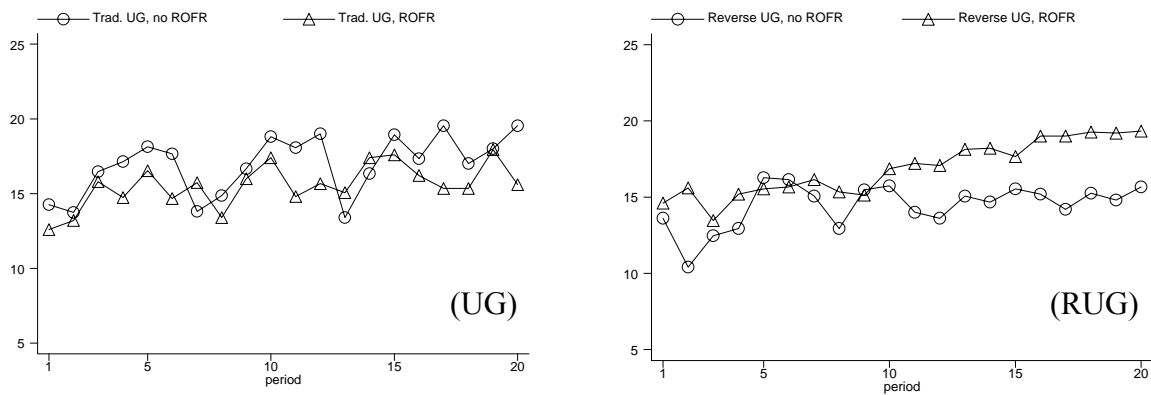 Trad. UG, no ROFR Trad. UG, ROFR
25
20
15
10
5
1 5 10 15 20
period
(UG)
Reverse UG, no ROFR Reverse UG, ROFR
25
20
15
10
5
1 5 10 15 20
period
(RUG)